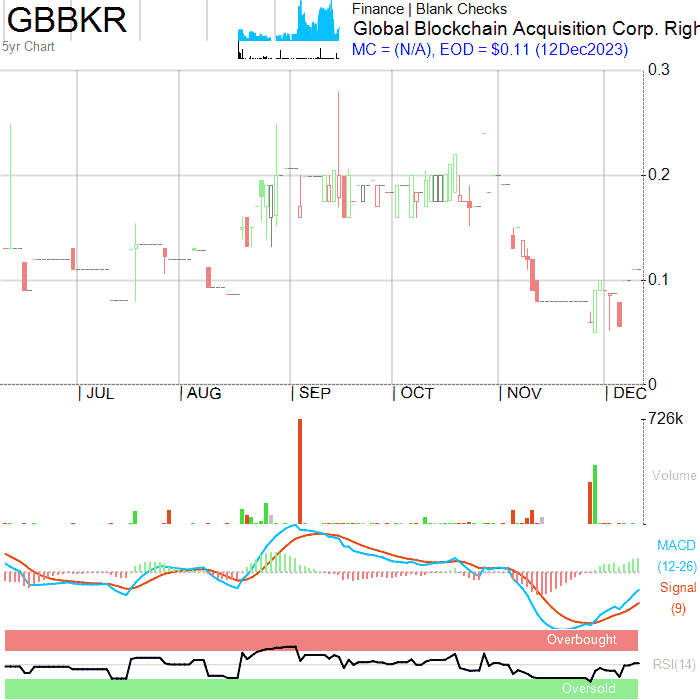 GBBKR
5yr Chart
Finance | Blank Checks
Global Blockchain Acquisition Corp. Righ
MC = (N/A), EOD = $0.11 (12Dec2023)
0.3
0.2
0.1
0
| JUL | AUG | SEP | OCT | NOV | DEC
726k
Volume
MACD
(12-26)
Signal
(9)
Overbought
RSI(14)
Oversold